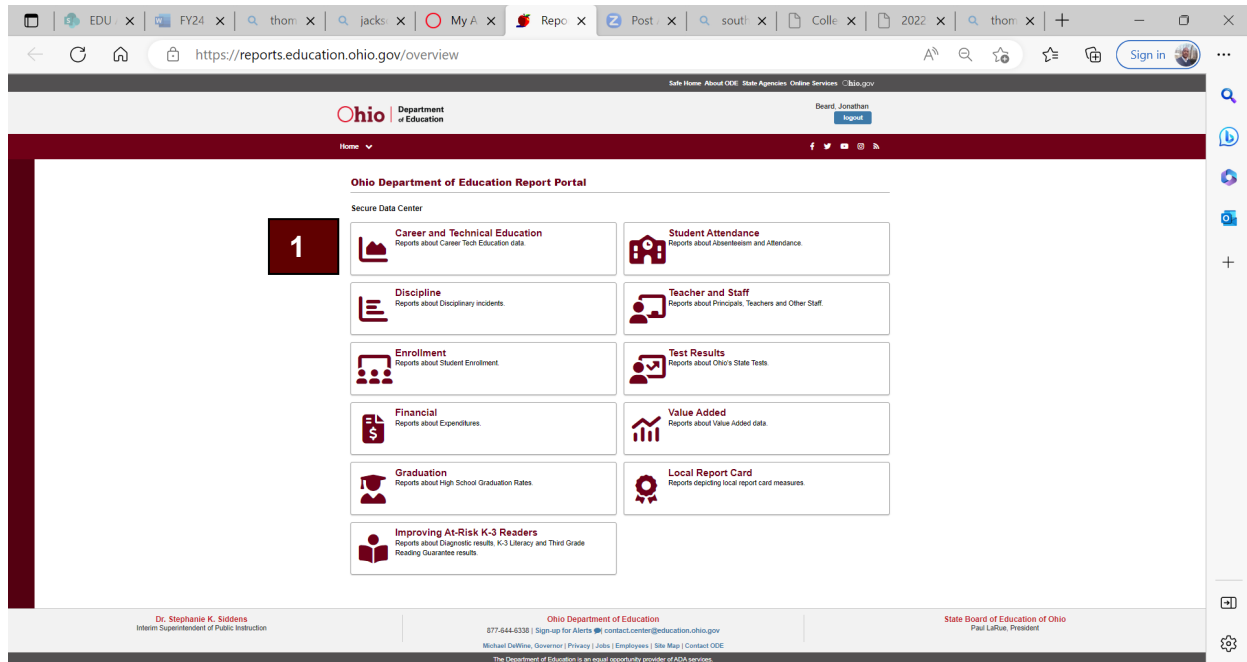 EDU
FY24
thom
jacks
My A
Repo
Post
south
Colle
2022
thom
https://reports.education.ohio.gov/overview
Sign in
Safe Home About ODE State Agencies Online Services Ohio.gov
Ohio Department of Education
Beard, Jonathan
logout
Home
Ohio Department of Education Report Portal
Secure Data Center
1
Career and Technical Education
Reports about Career Tech Education data.
Student Attendance
Reports about Absenteeism and Attendance.
Discipline
Reports about Disciplinary incidents.
Teacher and Staff
Reports about Principals, Teachers and Other Staff.
Enrollment
Reports about Student Enrollment.
Test Results
Reports about Ohio's State Tests.
Financial
Reports about Expenditures.
Value Added
Reports about Value Added data.
Graduation
Reports about High School Graduation Rates.
Local Report Card
Reports depicting local report card measures.
Improving At-Risk K-3 Readers
Reports about Diagnostic results, K-3 Literacy and Third Grade
Reading Guarantee results.
Dr. Stephanie K. Siddens
Interim Superintendent of Public Instruction
Ohio Department of Education
877-644-6338 | Sign-up for Alerts | contact.center@education.ohio.gov
Michael DeWine, Governor | Privacy | Jobs | Employees | Site Map | Contact ODE
State Board of Education of Ohio
Paul LaRue, President
The Department of Education is an equal opportunity provider of ADA services.